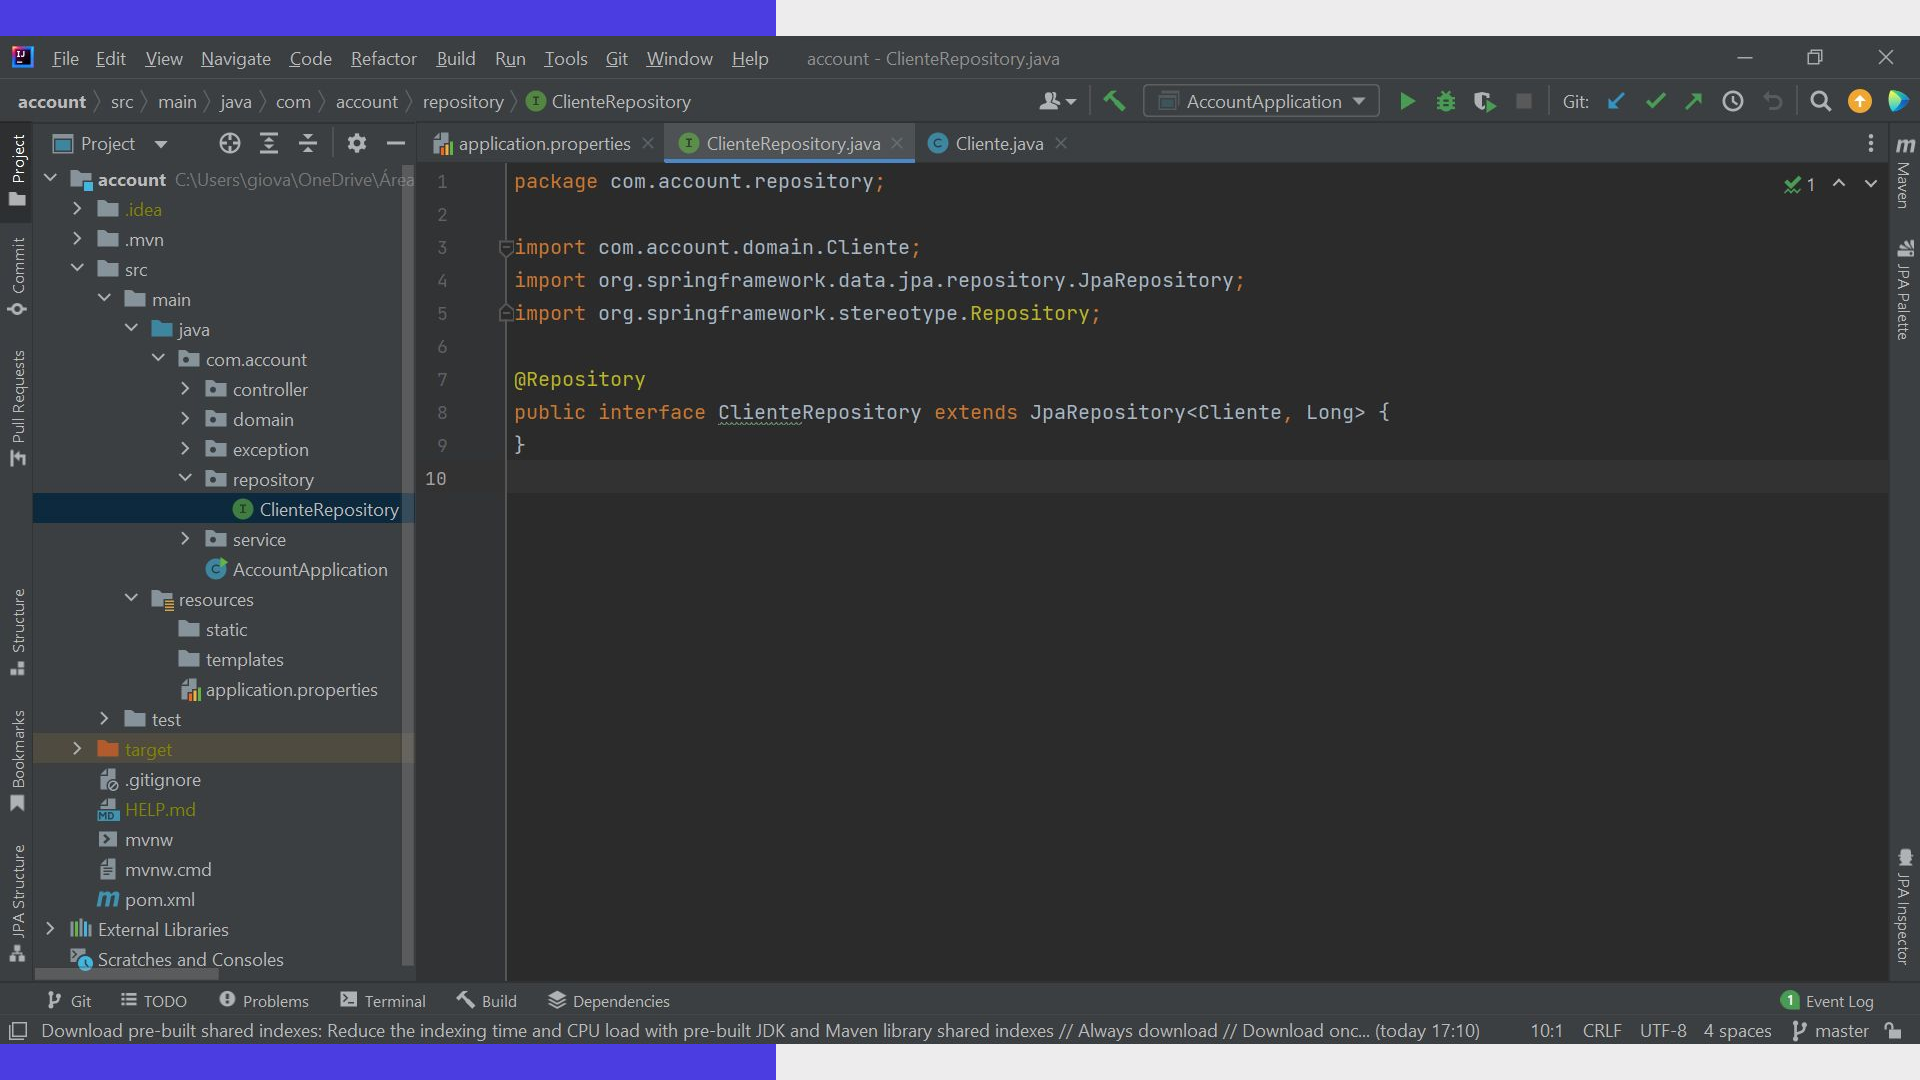 File Edit View Navigate Code Refactor Build Run Tools Git Window Help account - ClienteRepository.java
account src main java com account repository ClienteRepository AccountApplication Git:
Project
application.properties ClienteRepository.java Cliente.java
account C:\Users\giova\OneDrive\Área
.idea
.mvn
src
main
java
com.account
controller
domain
exception
repository
ClienteRepository
service
AccountApplication
resources
static
templates
application.properties
test
target
.gitignore
HELP.md
mvnw
mvnw.cmd
pom.xml
External Libraries
Scratches and Consoles
1 package com.account.repository;
2
3 import com.account.domain.Cliente;
4 import org.springframework.data.jpa.repository.JpaRepository;
5 import org.springframework.stereotype.Repository;
6
7 @Repository
8 public interface ClienteRepository extends JpaRepository<Cliente, Long> {
9 }
10
1
Project
Commit
Pull Requests
Structure
Bookmarks
JPA Structure
Maven
JPA Palette
JPA Inspector
Git TODO Problems Terminal Build Dependencies 1 Event Log
Download pre-built shared indexes: Reduce the indexing time and CPU load with pre-built JDK and Maven library shared indexes // Always download // Download onc... (today 17:10) 10:1 CRLF UTF-8 4 spaces master